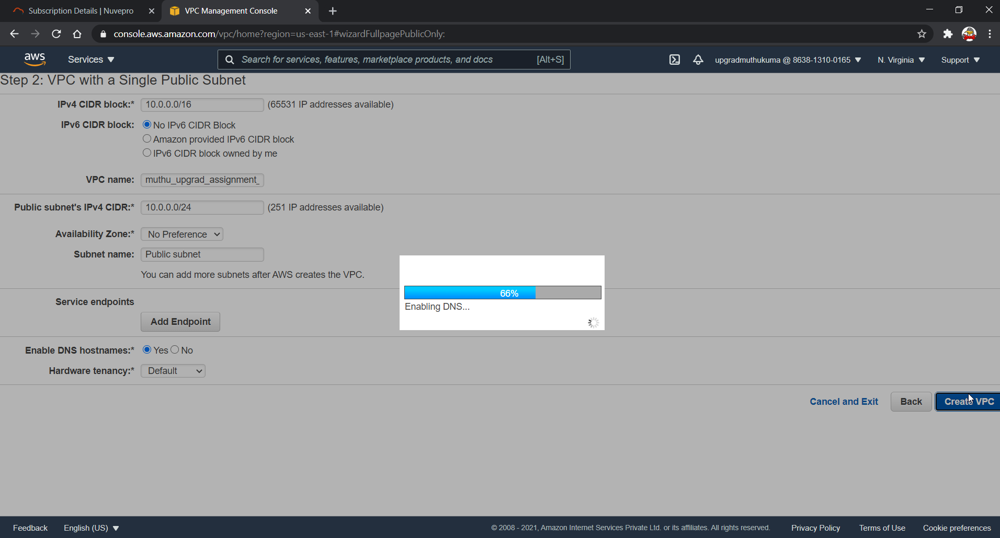 Subscription Details | Nuvepro
VPC Management Console
console.aws.amazon.com/vpc/home?region=us-east-1#wizardFullpagePublicOnly:
aws
Services
Search for services, features, marketplace products, and docs [Alt+S]
upgradmuthukuma @ 8638-1310-0165
N. Virginia
Support
Step 2: VPC with a Single Public Subnet
IPv4 CIDR block:* 10.0.0.0/16 (65531 IP addresses available)
IPv6 CIDR block: No IPv6 CIDR Block
Amazon provided IPv6 CIDR block
IPv6 CIDR block owned by me
VPC name: muthu_upgrad_assignment_
Public subnet's IPv4 CIDR:* 10.0.0.0/24 (251 IP addresses available)
Availability Zone:* No Preference
Subnet name: Public subnet
You can add more subnets after AWS creates the VPC.
66%
Enabling DNS...
Service endpoints
Add Endpoint
Enable DNS hostnames:* Yes No
Hardware tenancy:* Default
Cancel and Exit
Back
Create VPC
Feedback
English (US)
© 2008 - 2021, Amazon Internet Services Private Ltd. or its affiliates. All rights reserved.
Privacy Policy
Terms of Use
Cookie preferences